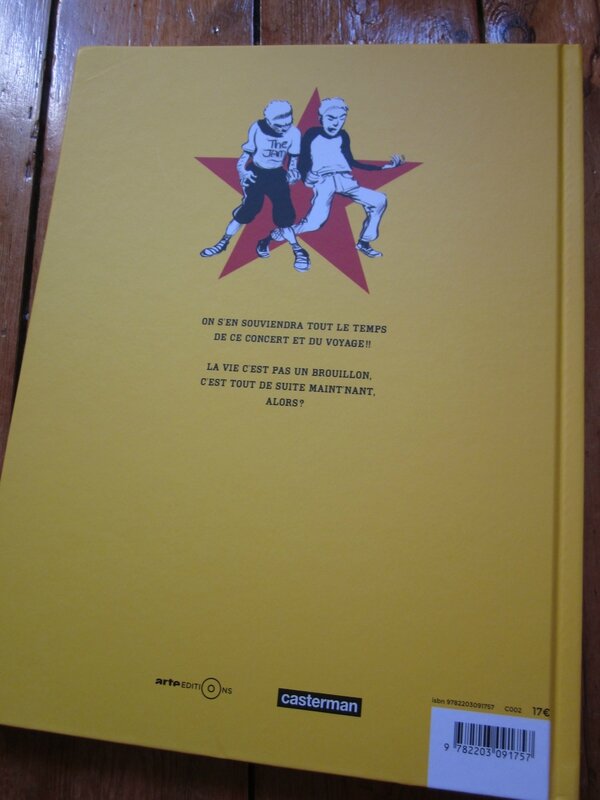 The
JAM
ON S'EN SOUVIENDRA TOUT LE TEMPS
DE CE CONCERT ET DU VOYAGE!!
LA VIE C'EST PAS UN BROUILLON,
C'EST TOUT DE SUITE MAINT'NANT,
ALORS?
arte EDITIONS
casterman
isbn 9782203091757 C002 17€
9 782203 091757